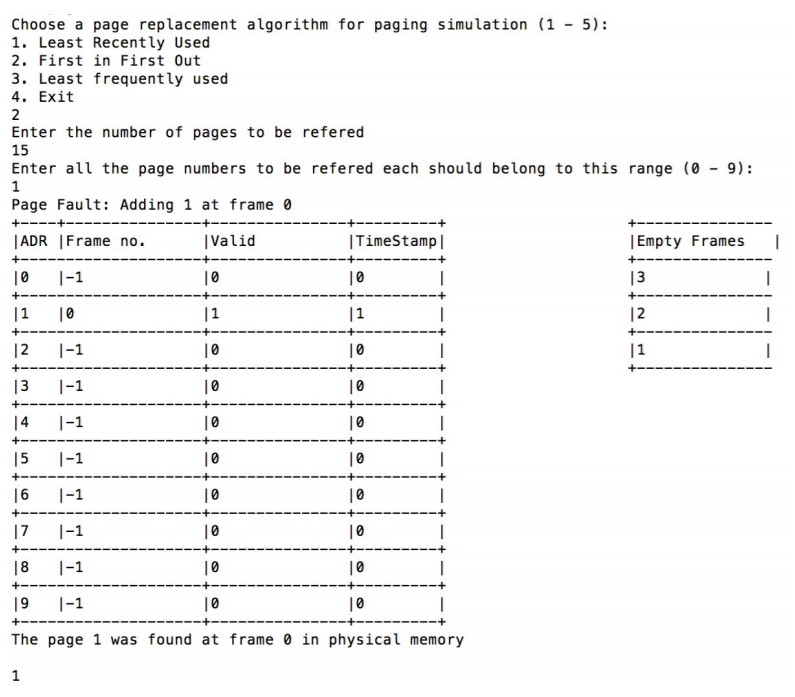 Choose a page replacement algorithm for paging simulation (1 - 5):
1. Least Recently Used
2. First in First Out
3. Least frequently used
4. Exit
2
Enter the number of pages to be refered
15
Enter all the page numbers to be refered each should belong to this range (0 - 9):
1
Page Fault: Adding 1 at frame 0
|ADR |Frame no. |Valid |TimeStamp| |Empty Frames |
|0 |-1 |0 |0 | |3 |
|1 |0 |1 |1 | |2 |
|2 |-1 |0 |0 | |1 |
|3 |-1 |0 |0 |
|4 |-1 |0 |0 |
|5 |-1 |0 |0 |
|6 |-1 |0 |0 |
|7 |-1 |0 |0 |
|8 |-1 |0 |0 |
|9 |-1 |0 |0 |
The page 1 was found at frame 0 in physical memory
1